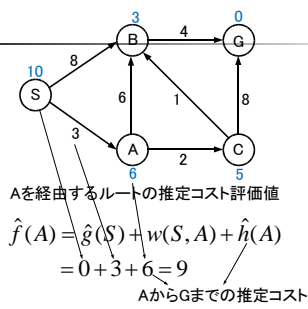 3
0
B
4
G
10
8
S
6
1
8
3
A
2
C
6
5
Aを経由するルートの推定コスト評価値
f̂(A) = ĝ(S) + w(S, A) + ĥ(A)
= 0 + 3 + 6 = 9
AからGまでの推定コスト